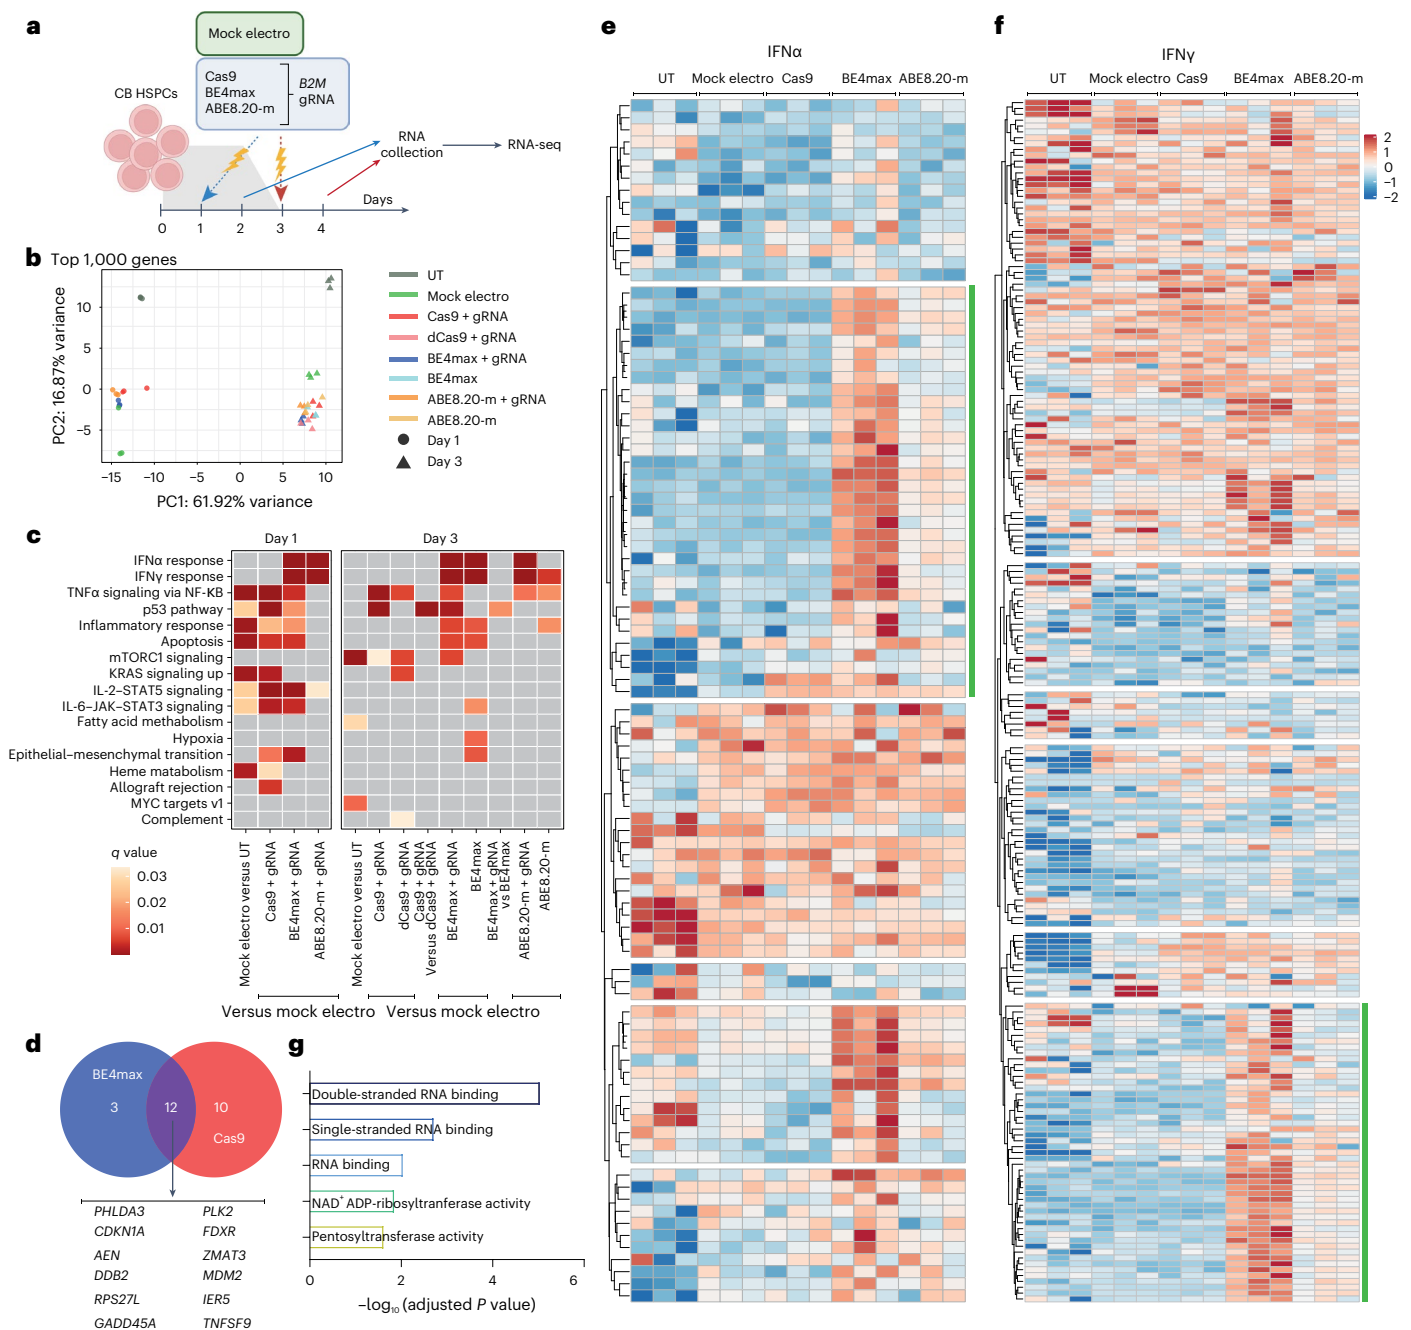 a
Mock electro
Cas9
BE4max
ABE8.20-m
B2M
gRNA
CB HSPCs
RNA
collection
RNA-seq
Days
0 1 2 3 4
b Top 1,000 genes
PC2: 16.87% variance
10
5
0
−5
−15 −10 0 5 10
PC1: 61.92% variance
UT
Mock electro
Cas9 + gRNA
dCas9 + gRNA
BE4max + gRNA
BE4max
ABE8.20-m + gRNA
ABE8.20-m
Day 1
Day 3
c
Day 1 Day 3
IFNα response
IFNγ response
TNFα signaling via NF-KB
p53 pathway
Inflammatory response
Apoptosis
mTORC1 signaling
KRAS signaling up
IL-2–STAT5 signaling
IL-6–JAK–STAT3 signaling
Fatty acid methabolism
Hypoxia
Epithelial–mesenchymal transition
Heme matabolism
Allograft rejection
MYC targets v1
Complement
q value
0.03
0.02
0.01
Mock electro versus UT
Cas9 + gRNA
BE4max + gRNA
ABE8.20-m + gRNA
Versus mock electro
Mock electro versus UT
Cas9 + gRNA
dCas9 + gRNA
Cas9 + gRNA
Versus dCas9 + gRNA
BE4max + gRNA
BE4max
BE4max + gRNA
vs BE4max
ABE8.20-m + gRNA
ABE8.20-m
Versus mock electro
d
BE4max
3 12 10
Cas9
PHLDA3 PLK2
CDKN1A FDXR
AEN ZMAT3
DDB2 MDM2
RPS27L IER5
GADD45A TNFSF9
g
Double-stranded RNA binding
Single-stranded RNA binding
RNA binding
NAD+ ADP-ribosyltranferase activity
Pentosyltransferase activity
0 2 4 6
−log10 (adjusted P value)
e
IFNα
UT Mock electro Cas9 BE4max ABE8.20-m
f
IFNγ
UT Mock electro Cas9 BE4max ABE8.20-m
2
1
0
−1
−2